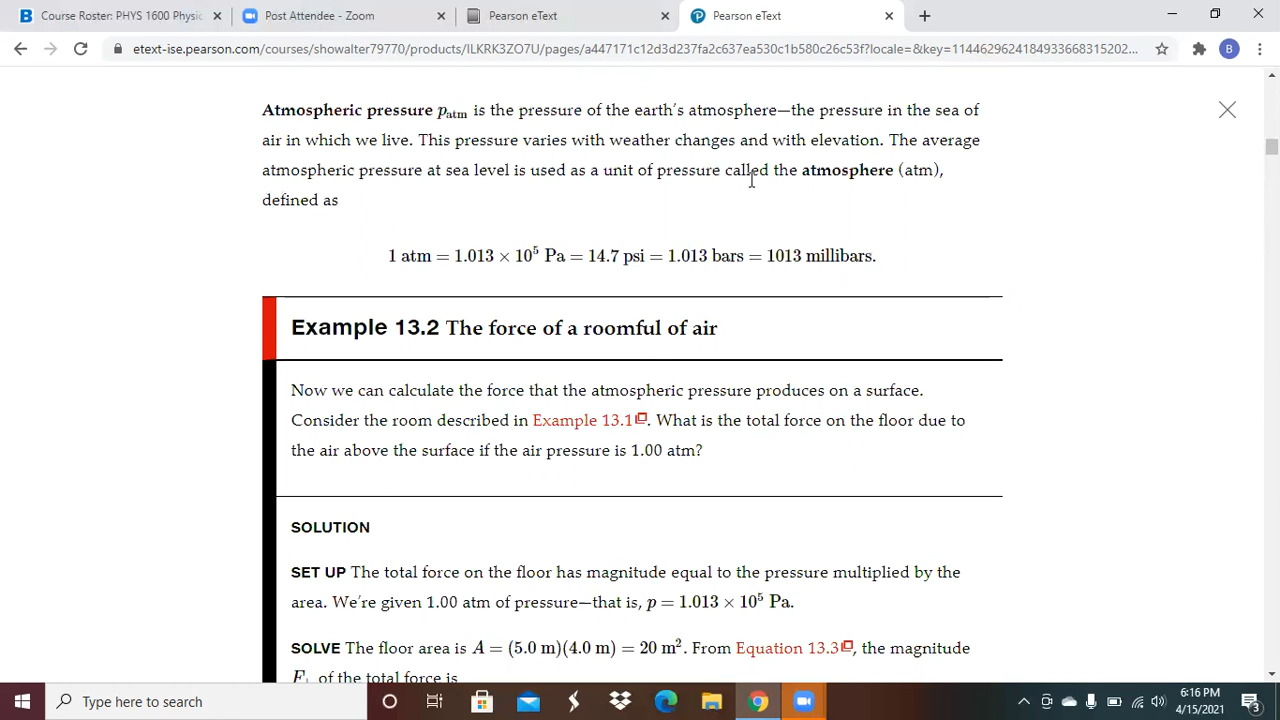 Course Roster: PHYS 1600 Physic
Post Attendee - Zoom
Pearson eText
Pearson eText
etext-ise.pearson.com/courses/showalter79770/products/ILKRK3ZO7U/pages/a447171c12d3d237fa2c637ea530c1b580c26c53f?locale=&key=1144629624184933668315202...
B
Atmospheric pressure patm is the pressure of the earth's atmosphere—the pressure in the sea of
air in which we live. This pressure varies with weather changes and with elevation. The average
atmospheric pressure at sea level is used as a unit of pressure called the atmosphere (atm),
defined as
1 atm = 1.013 × 10⁵ Pa = 14.7 psi = 1.013 bars = 1013 millibars.
Example 13.2 The force of a roomful of air
Now we can calculate the force that the atmospheric pressure produces on a surface.
Consider the room described in Example 13.1. What is the total force on the floor due to
the air above the surface if the air pressure is 1.00 atm?
SOLUTION
SET UP The total force on the floor has magnitude equal to the pressure multiplied by the
area. We're given 1.00 atm of pressure—that is, p = 1.013 × 10⁵ Pa.
SOLVE The floor area is A = (5.0 m)(4.0 m) = 20 m². From Equation 13.3, the magnitude
F⊥ of the total force is
Type here to search
6:16 PM
4/15/2021
3